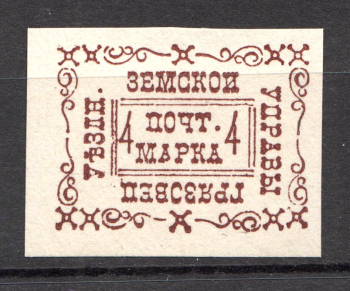 ЗЕМСКОЙ
УПРАВЫ
ГРЯЗОВЕЦ
УѢЗДН.
4 ПОЧТ. 4
МАРКА